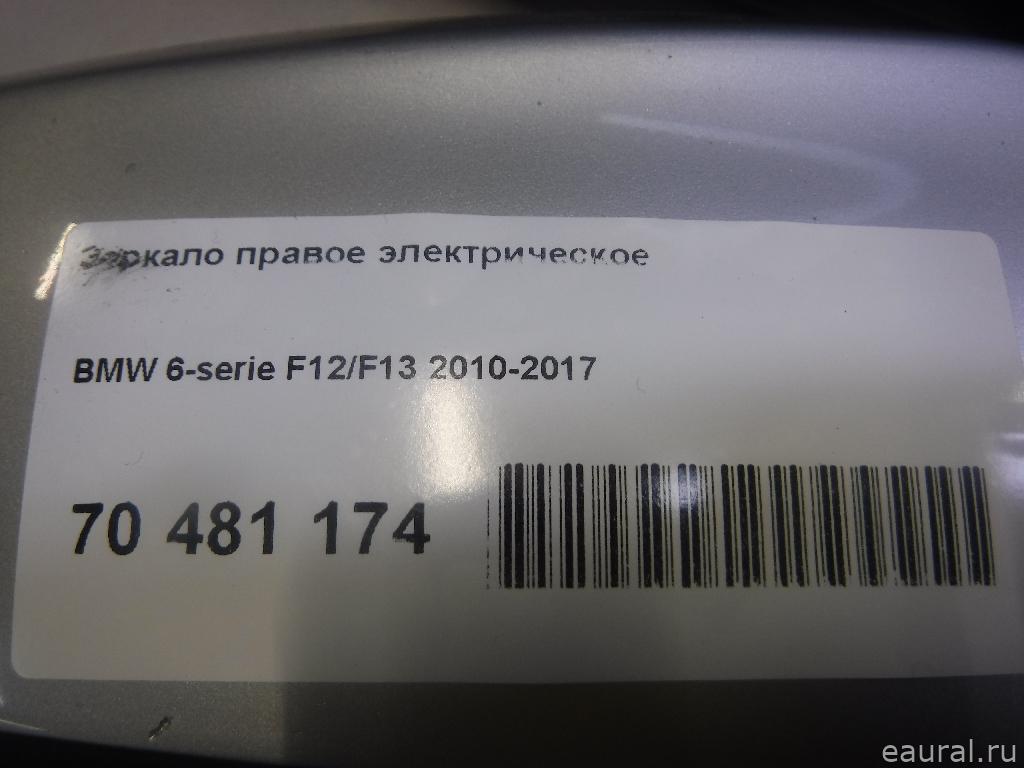 Зеркало правое электрическое
BMW 6-serie F12/F13 2010-2017
70 481 174
eaural.ru